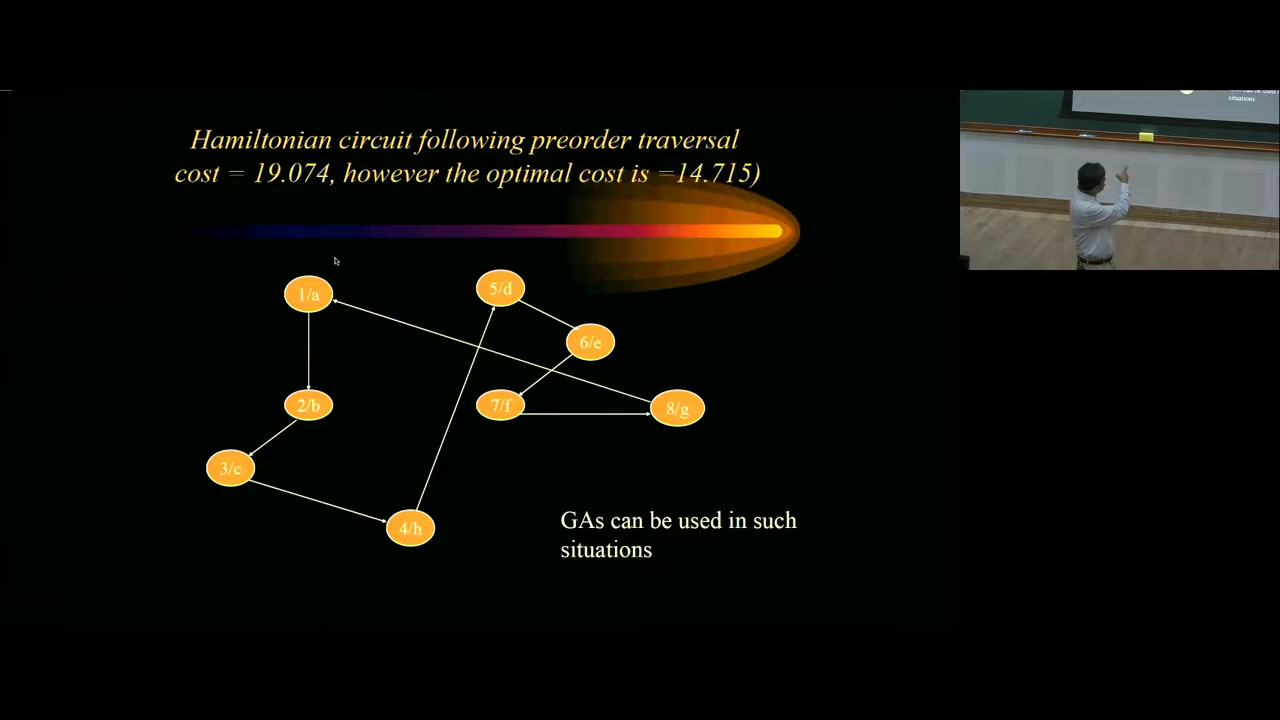 Hamiltonian circuit following preorder traversal
cost = 19.074, however the optimal cost is −14.715)
1/a
5/d
6/e
2/b
7/f
8/g
3/c
4/h
GAs can be used in such
situations
situations